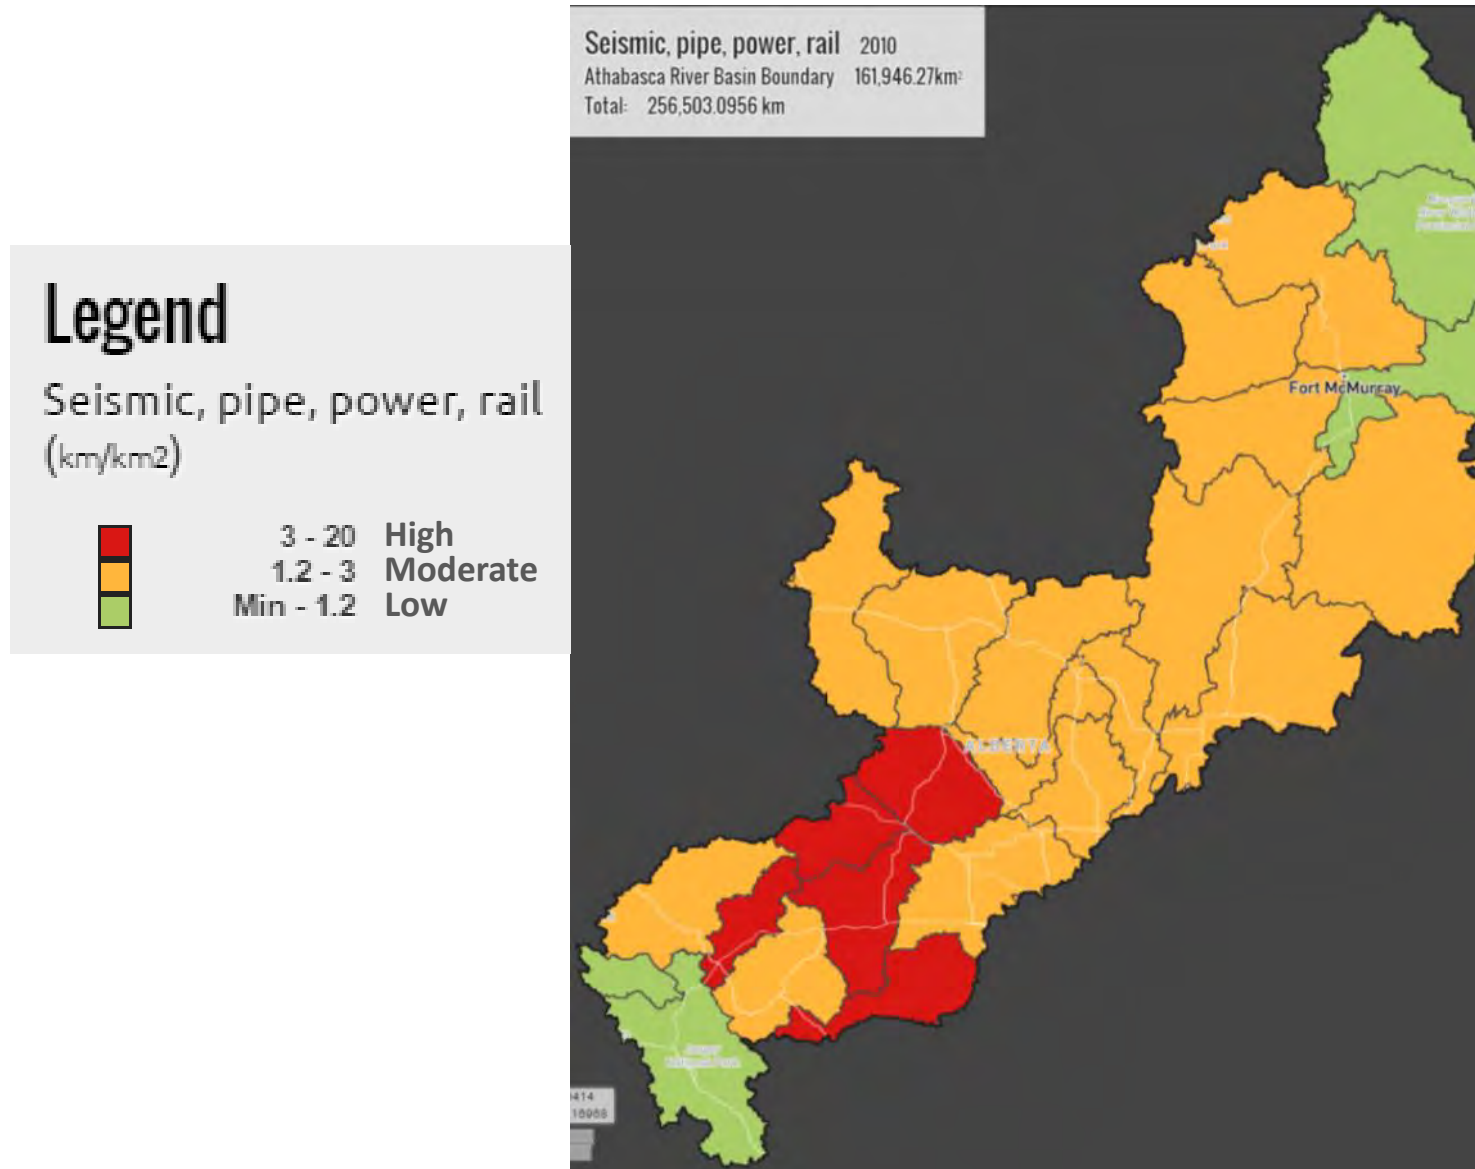 Seismic, pipe, power, rail 2010
Athabasca River Basin Boundary 161,946.27km²
Total: 256,503.0956 km
Legend
Seismic, pipe, power, rail
(km/km2)
3 - 20 High
1.2 - 3 Moderate
Min - 1.2 Low
Fort McMurray
ALBERTA